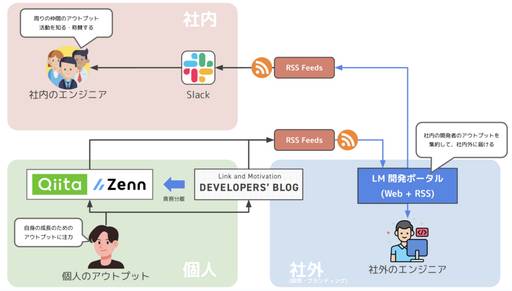 社内
周りの仲間のアウトプット
活動を知る・称賛する
社内のエンジニア
Slack
RSS Feeds
RSS Feeds
社内の開発者のアウトプットを
集約して、社内外に届ける
Qiita
Zenn
Link and Motivation
DEVELOPERS' BLOG
LM 開発ポータル
(Web + RSS)
自身の成長のための
アウトプットに注力
個人のアウトプット
個人
社外
社外のエンジニア